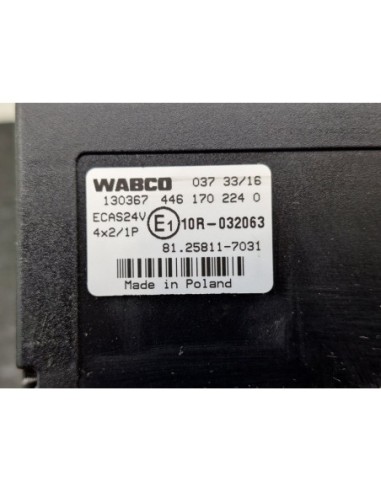 WABCO 037 33/16
130367 446 170 224 0
ECAS24V
4x2/1P E1 10R-032063
81.25811-7031
Made in Poland